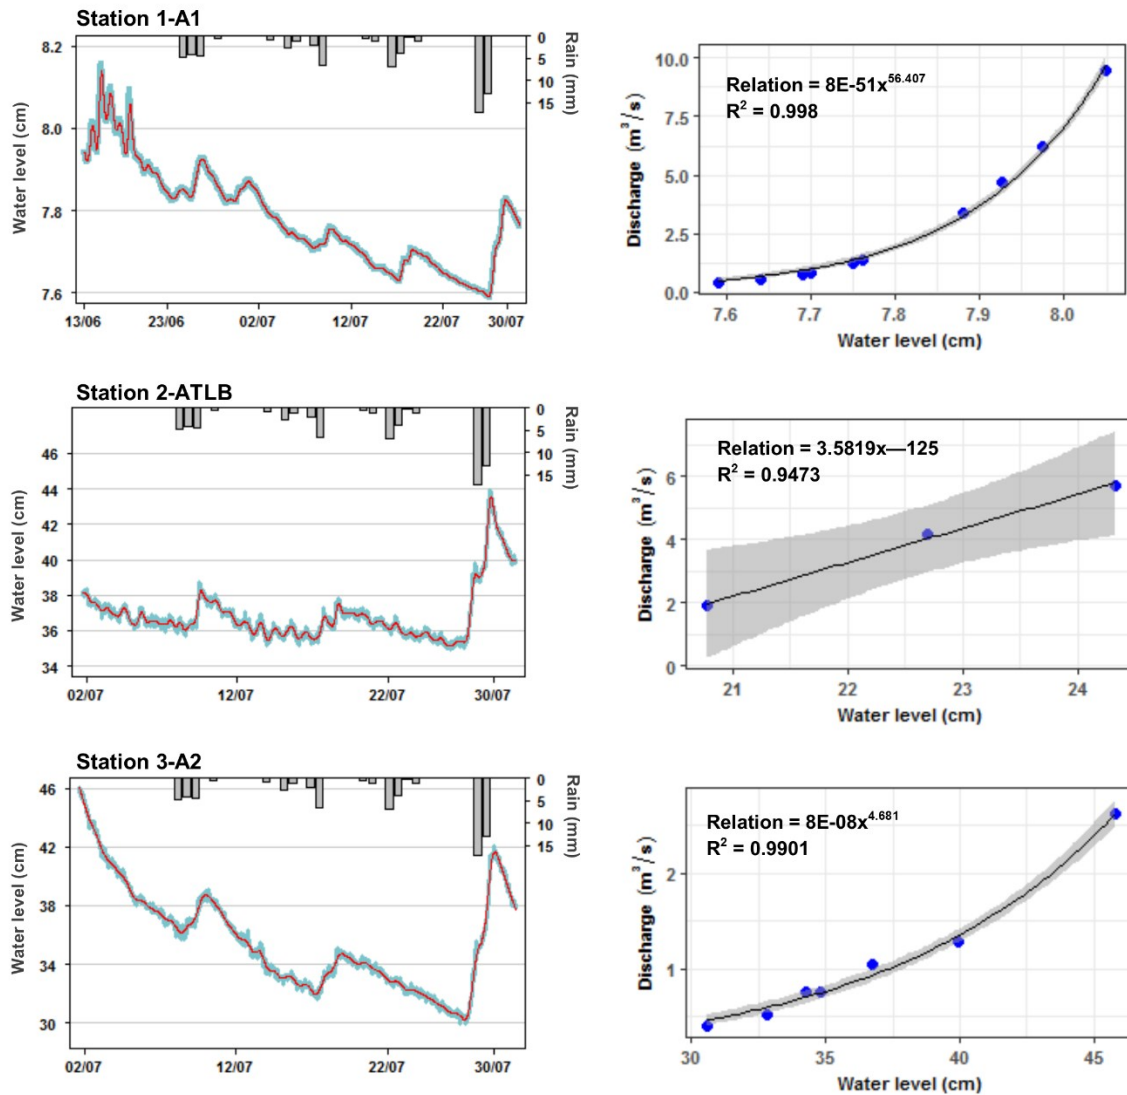 Station 1-A1
8.2
8.0
7.8
7.6
Water level (cm)
0
5
10
15
Rain (mm)
13/06 23/06 02/07 12/07 22/07 30/07
Relation = 8E-51x^56.407
R² = 0.998
10.0
7.5
5.0
2.5
0.0
Discharge (m³/s)
7.6 7.7 7.8 7.9 8.0
Water level (cm)
Station 2-ATLB
46
44
42
40
38
36
34
Water level (cm)
0
5
10
15
Rain (mm)
02/07 12/07 22/07 30/07
Relation = 3.5819x—125
R² = 0.9473
6
4
2
0
Discharge (m³/s)
21 22 23 24
Water level (cm)
Station 3-A2
46
42
38
34
30
Water level (cm)
0
5
10
15
Rain (mm)
02/07 12/07 22/07 30/07
Relation = 8E-08x^4.681
R² = 0.9901
2
1
Discharge (m³/s)
30 35 40 45
Water level (cm)